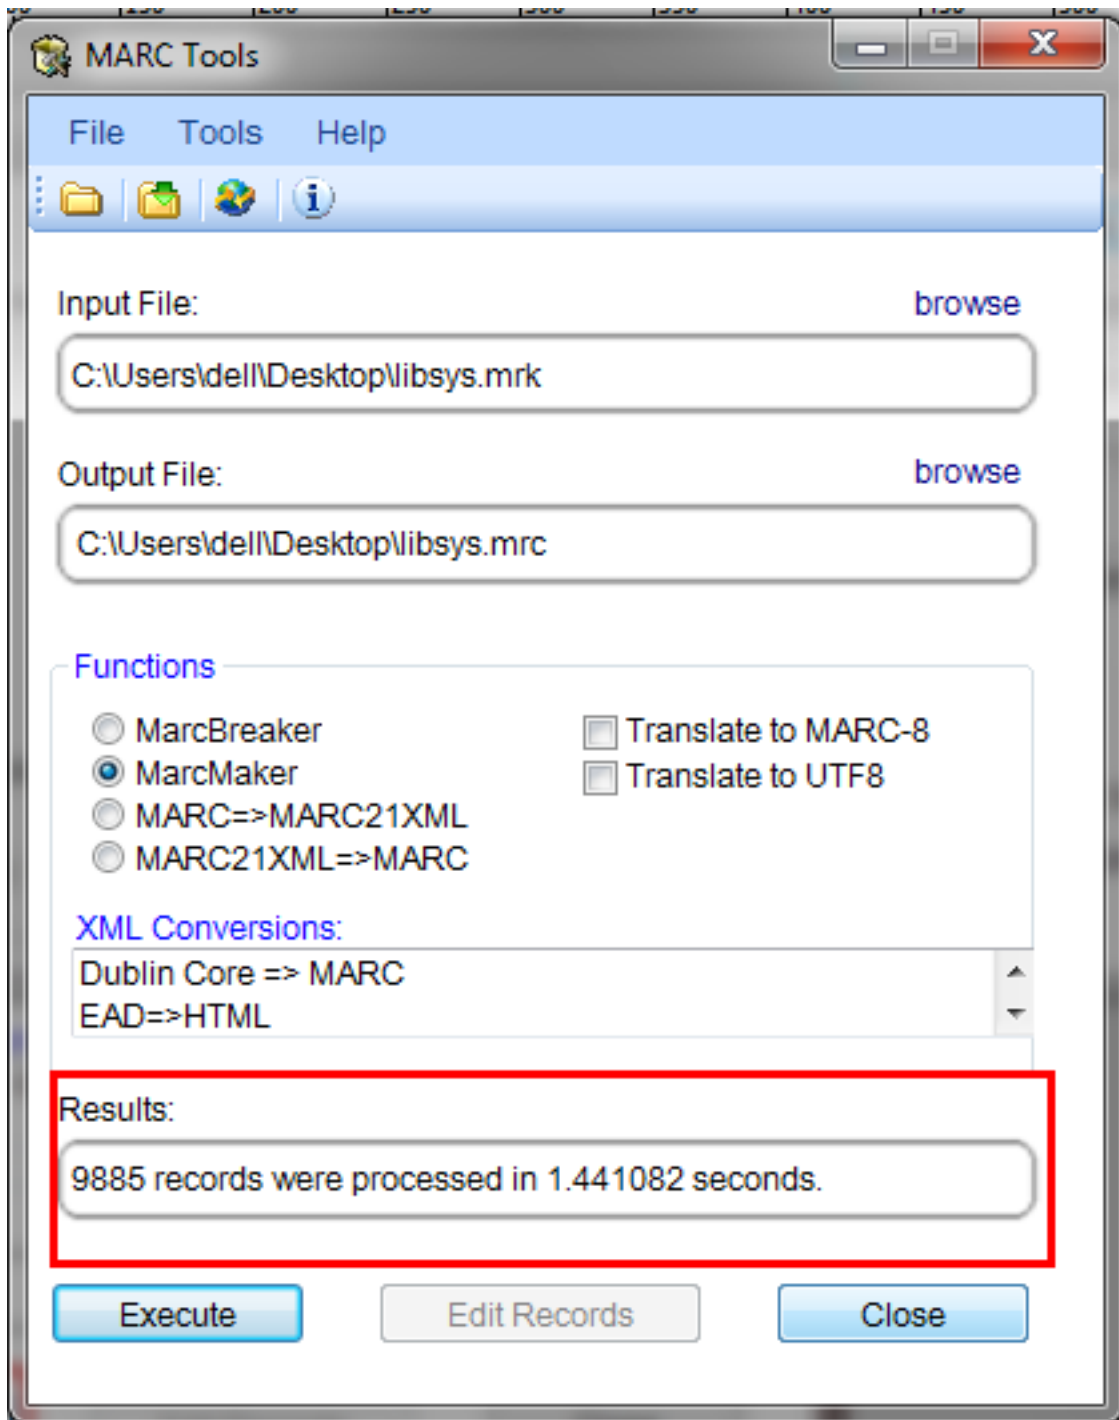 MARC Tools
File Tools Help
Input File: browse
C:\Users\dell\Desktop\libsys.mrk
Output File: browse
C:\Users\dell\Desktop\libsys.mrc
Functions
MarcBreaker Translate to MARC-8
MarcMaker Translate to UTF8
MARC=>MARC21XML
MARC21XML=>MARC
XML Conversions:
Dublin Core => MARC
EAD=>HTML
Results:
9885 records were processed in 1.441082 seconds.
Execute Edit Records Close